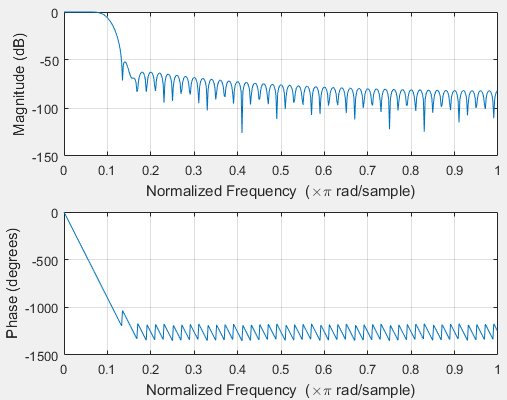 Magnitude (dB)
0
-50
-100
-150
0 0.1 0.2 0.3 0.4 0.5 0.6 0.7 0.8 0.9 1
Normalized Frequency (×π rad/sample)
Phase (degrees)
0
-500
-1000
-1500
0 0.1 0.2 0.3 0.4 0.5 0.6 0.7 0.8 0.9 1
Normalized Frequency (×π rad/sample)